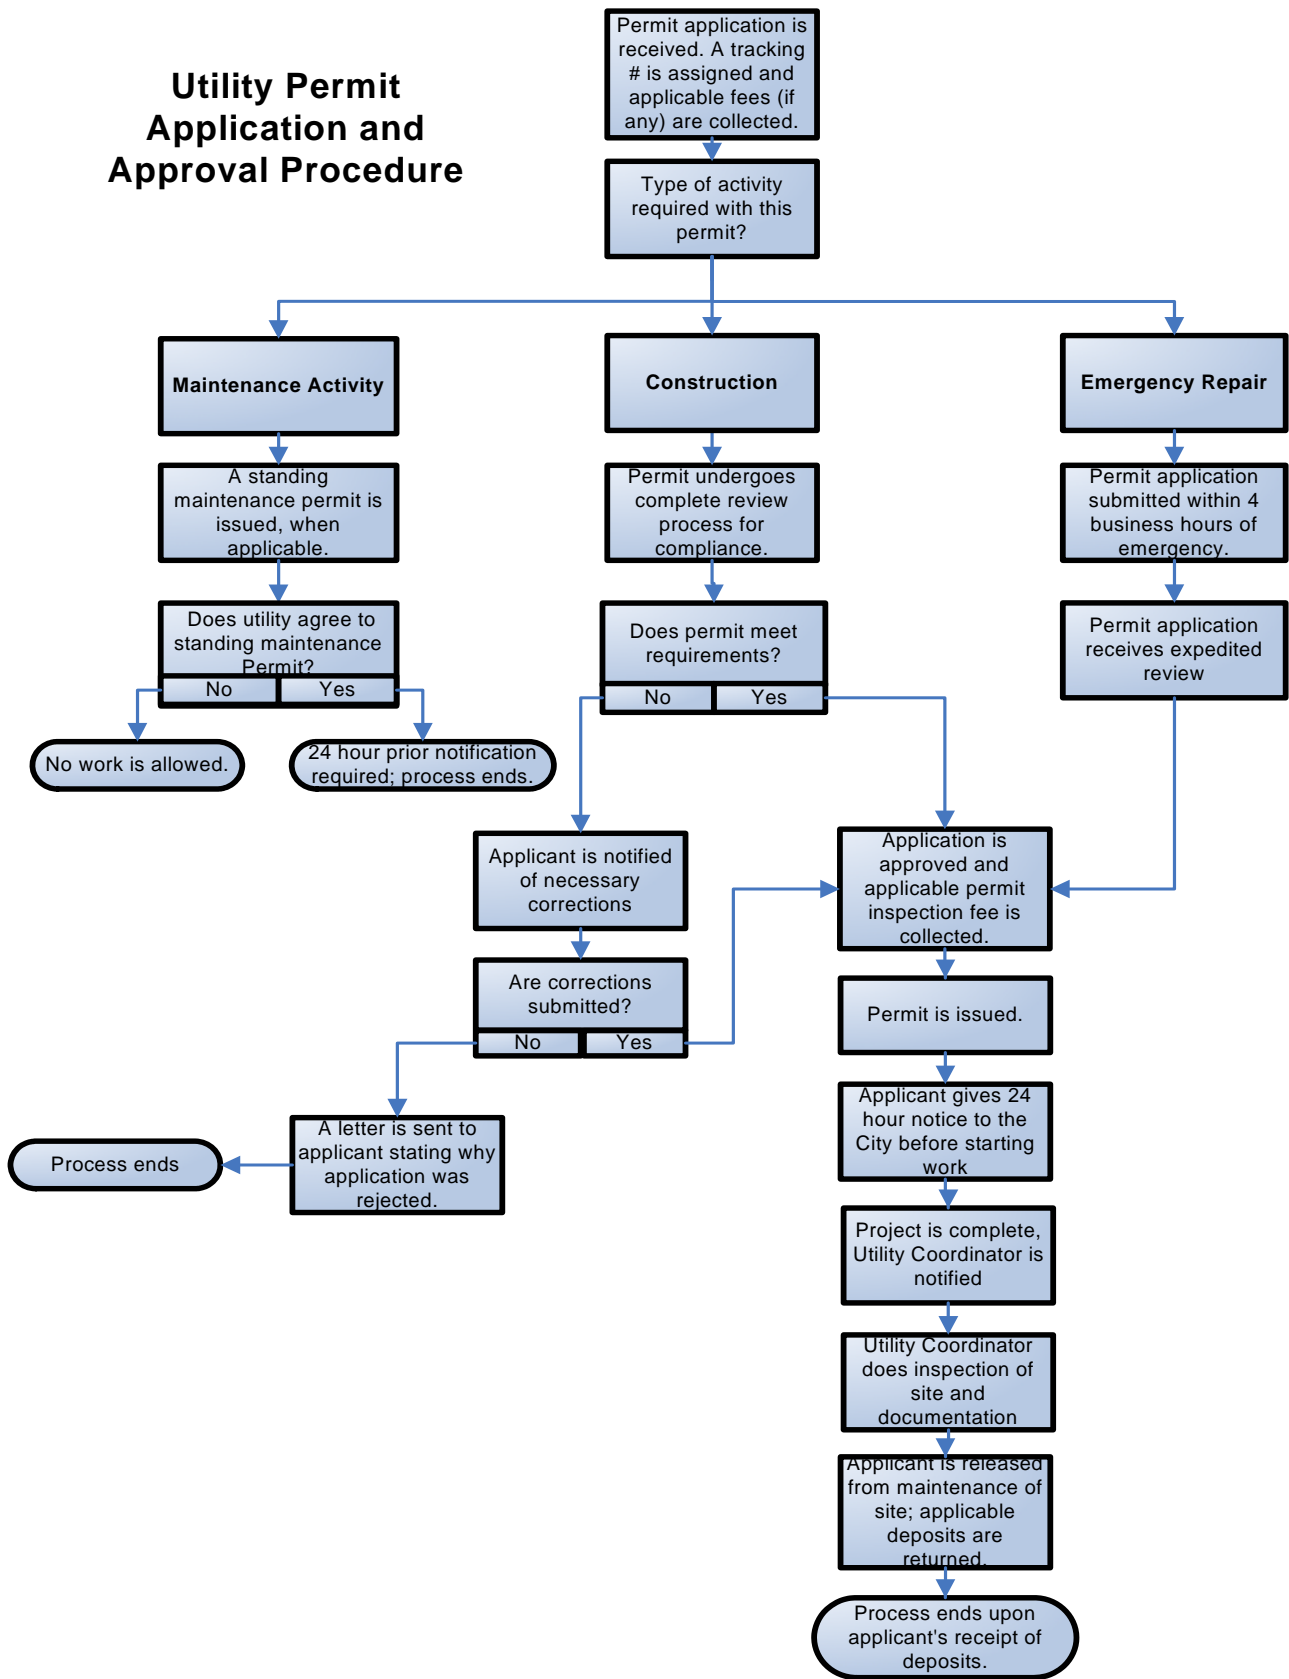 Utility Permit
Application and
Approval Procedure
Permit application is
received. A tracking
# is assigned and
applicable fees (if
any) are collected.
Type of activity
required with this
permit?
Maintenance Activity
Construction
Emergency Repair
A standing
maintenance permit is
issued, when
applicable.
Permit undergoes
complete review
process for
compliance.
Permit application
submitted within 4
business hours of
emergency.
Does utility agree to
standing maintenance
Permit?
No
Yes
Does permit meet
requirements?
No
Yes
Permit application
receives expedited
review
No work is allowed.
24 hour prior notification
required; process ends.
Applicant is notified
of necessary
corrections
Application is
approved and
applicable permit
inspection fee is
collected.
Are corrections
submitted?
No
Yes
Permit is issued.
A letter is sent to
applicant stating why
application was
rejected.
Process ends
Applicant gives 24
hour notice to the
City before starting
work
Project is complete,
Utility Coordinator is
notified
Utility Coordinator
does inspection of
site and
documentation
Applicant is released
from maintenance of
site; applicable
deposits are
returned.
Process ends upon
applicant's receipt of
deposits.